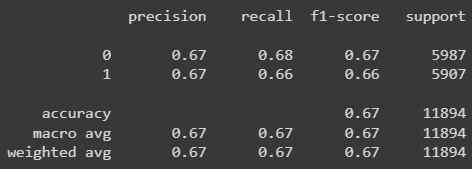 precision recall f1-score support
0 0.67 0.68 0.67 5987
1 0.67 0.66 0.66 5907
accuracy 0.67 11894
macro avg 0.67 0.67 0.67 11894
weighted avg 0.67 0.67 0.67 11894